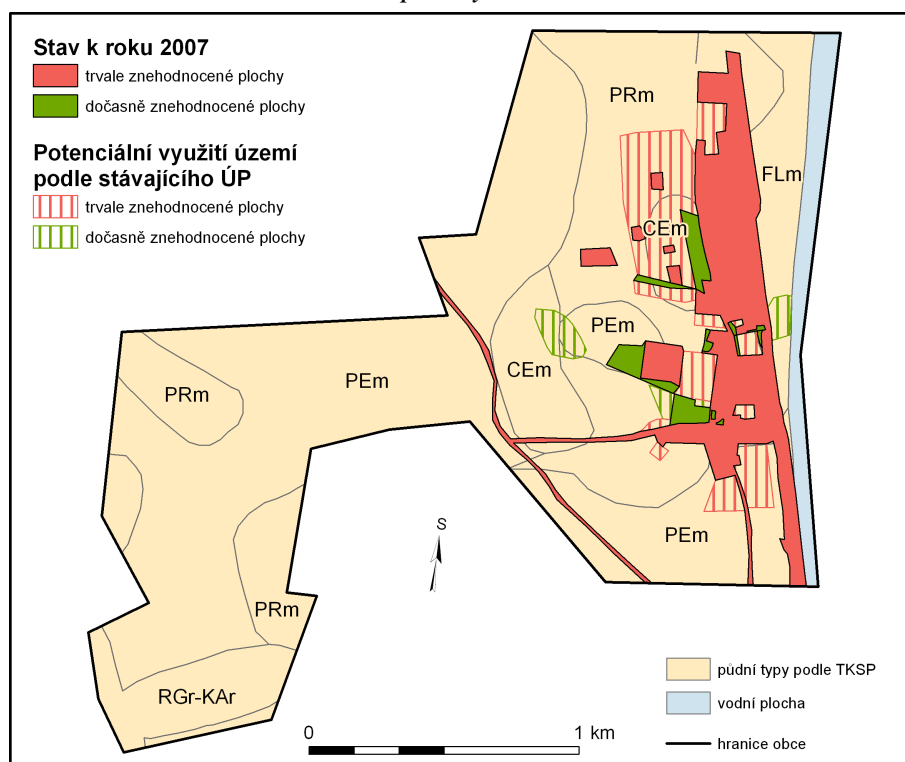 Stav k roku 2007
trvale znehodnocené plochy
dočasně znehodnocené plochy
Potenciální využití území
podle stávajícího ÚP
trvale znehodnocené plochy
dočasně znehodnocené plochy
PRm
FLm
CEm
PEm
CEm
PEm
PRm
PEm
PRm
RGr-KAr
S
0
1 km
půdní typy podle TKSP
vodní plocha
hranice obce